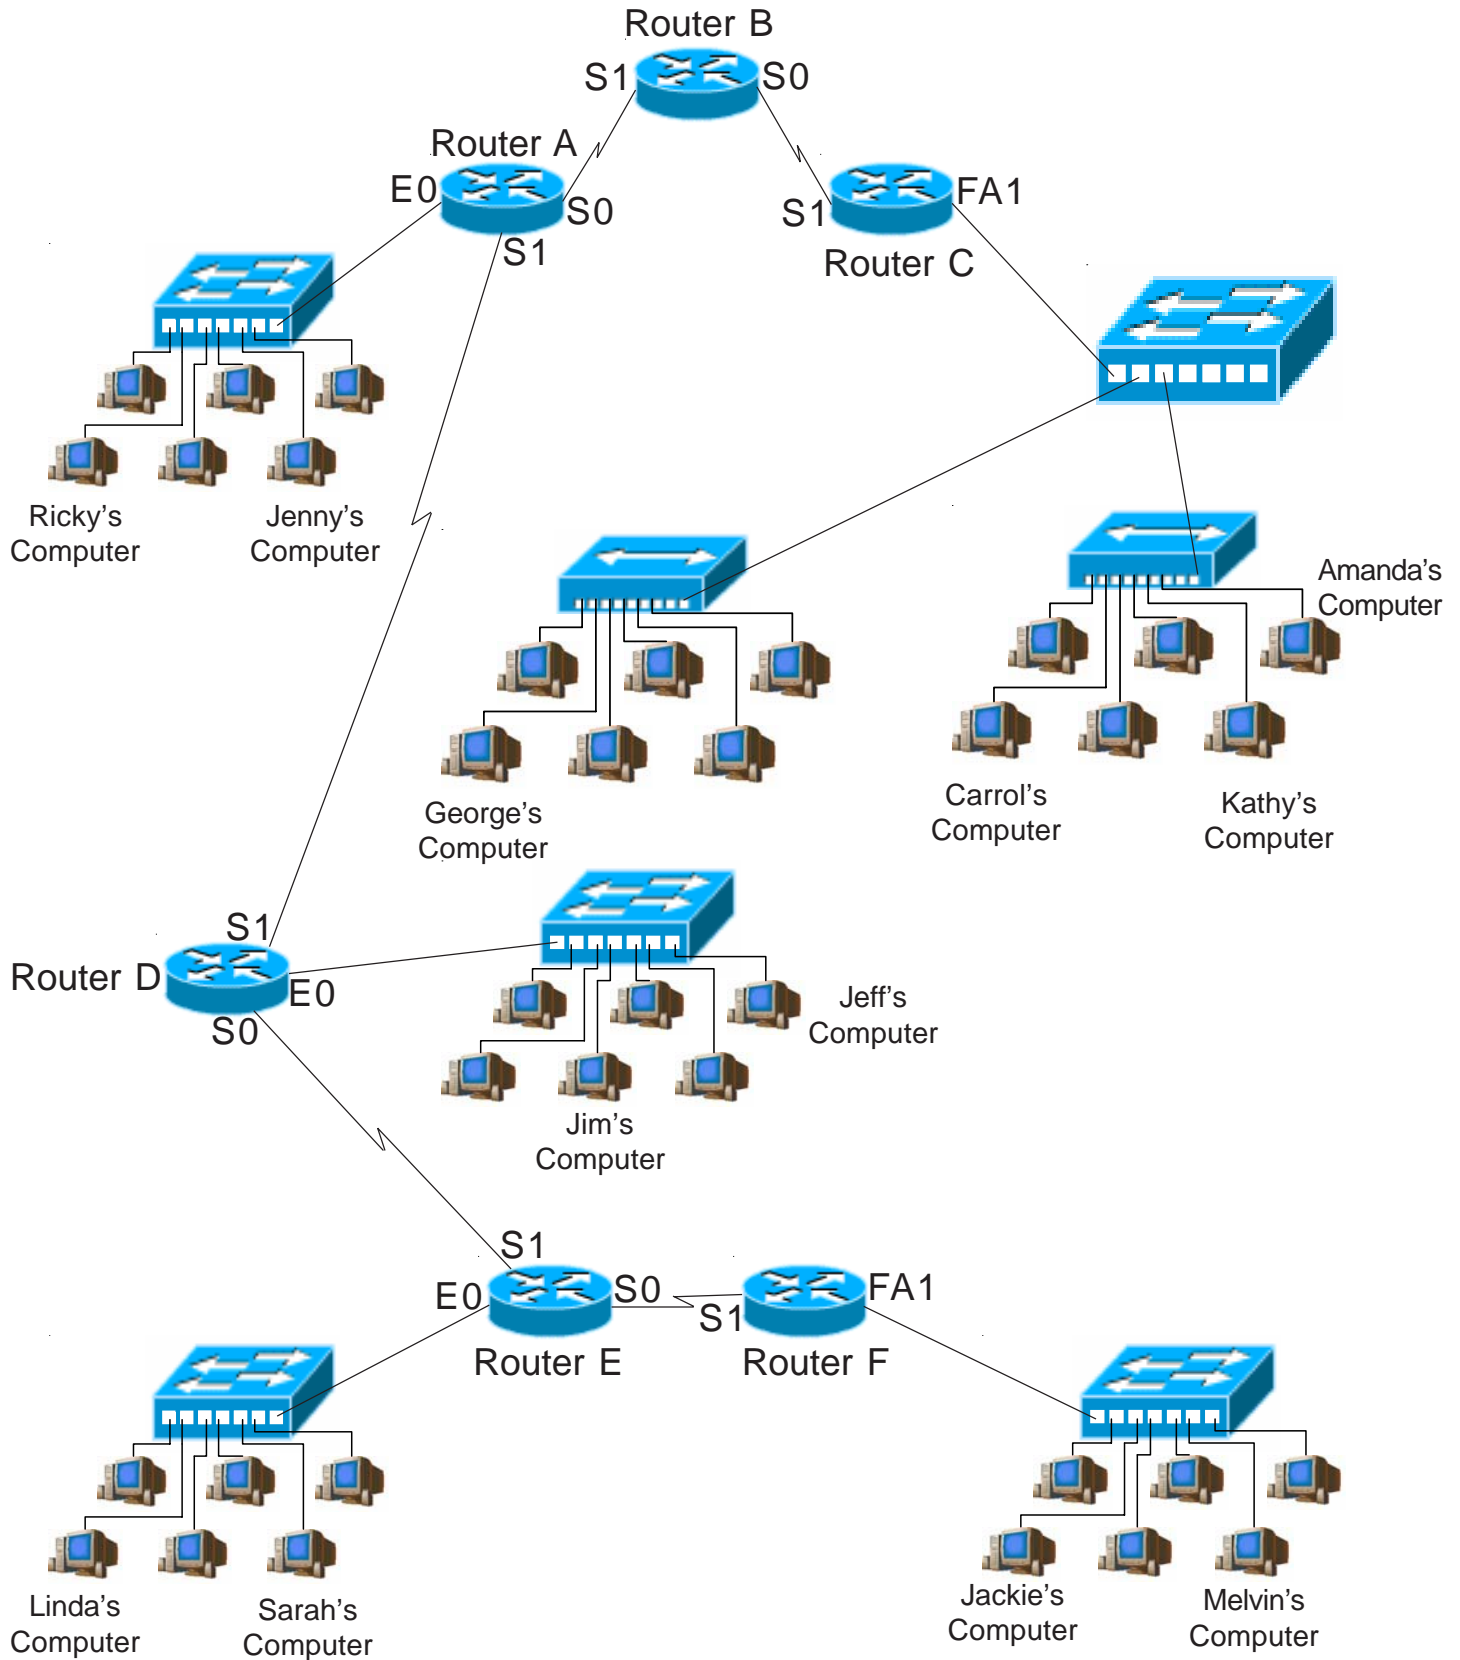 Router B
S1
S0
Router A
E0
S0
S1
FA1
S1
Router C
Ricky's
Computer
Jenny's
Computer
Amanda's
Computer
George's
Computer
Carrol's
Computer
Kathy's
Computer
S1
Router D
E0
S0
Jeff's
Computer
Jim's
Computer
S1
E0
S0
S1
FA1
Router E
Router F
Linda's
Computer
Sarah's
Computer
Jackie's
Computer
Melvin's
Computer